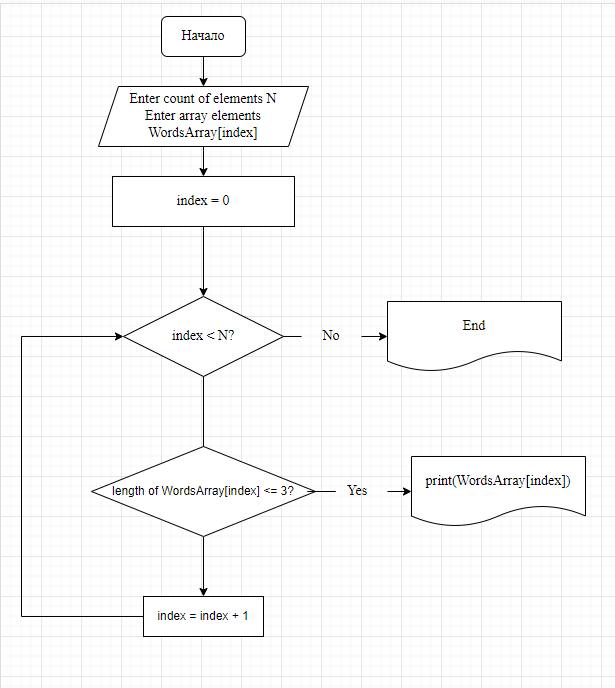 Начало
Enter count of elements N
Enter array elements
WordsArray[index]
index = 0
index < N?
No
End
length of WordsArray[index] <= 3?
Yes
print(WordsArray[index])
index = index + 1